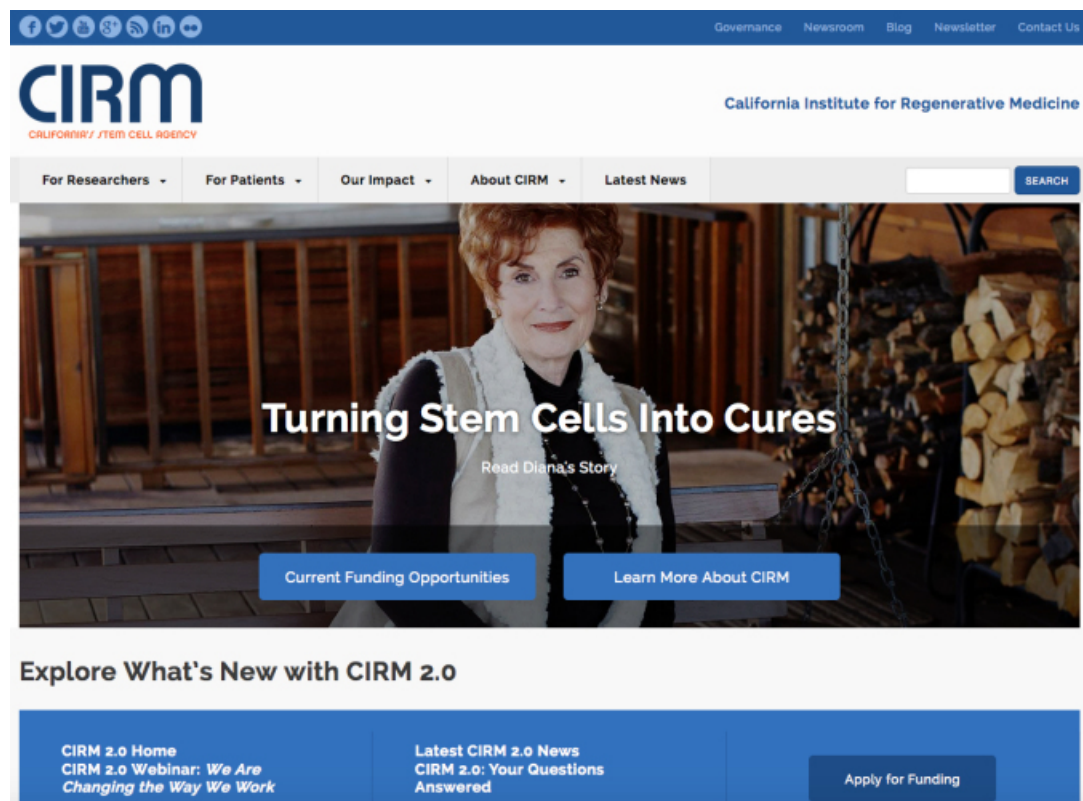 Governance Newsroom Blog Newsletter Contact Us
CIRM
CALIFORNIA'S STEM CELL AGENCY
California Institute for Regenerative Medicine
For Researchers For Patients Our Impact About CIRM Latest News SEARCH
Turning Stem Cells Into Cures
Read Diana's Story
Current Funding Opportunities Learn More About CIRM
Explore What's New with CIRM 2.0
CIRM 2.0 Home
CIRM 2.0 Webinar: We Are
Changing the Way We Work
Latest CIRM 2.0 News
CIRM 2.0: Your Questions
Answered
Apply for Funding